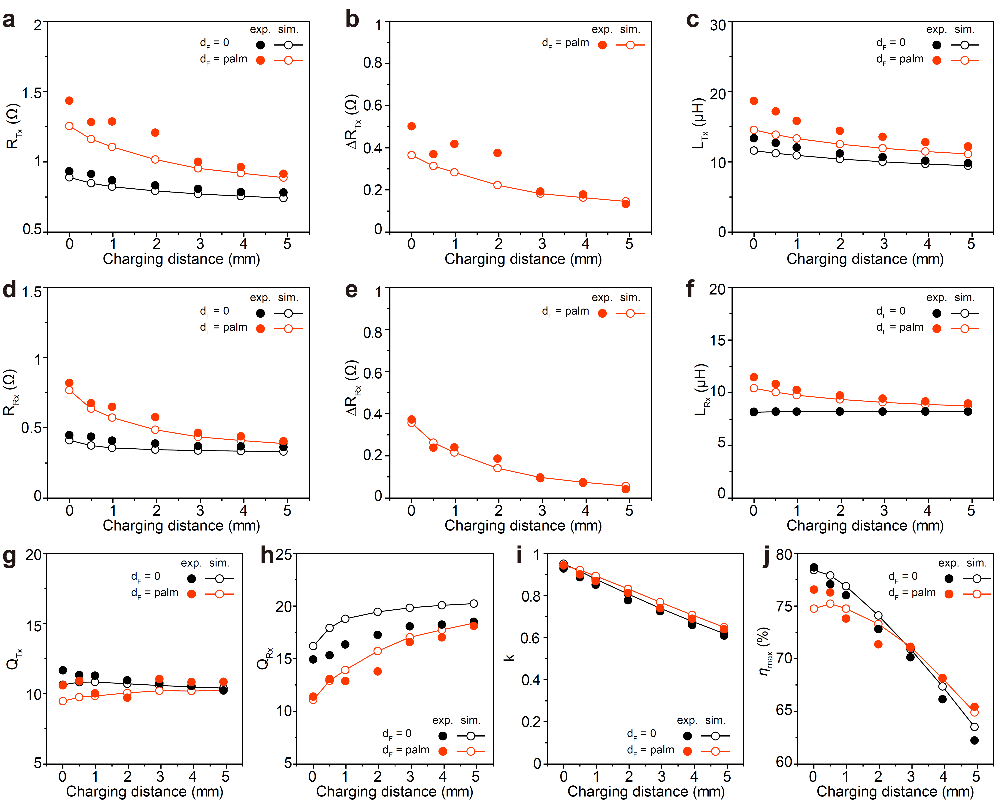 a
2
1.5
1
0.5
R_Tx (Ω)
exp. sim.
d_F = 0
d_F = palm
0 1 2 3 4 5
Charging distance (mm)
b
1
0.8
0.6
0.4
0.2
0
ΔR_Tx (Ω)
exp. sim.
d_F = palm
0 1 2 3 4 5
Charging distance (mm)
c
30
20
10
0
L_Tx (μH)
exp. sim.
d_F = 0
d_F = palm
0 1 2 3 4 5
Charging distance (mm)
d
1.5
1
0.5
0
R_Rx (Ω)
exp. sim.
d_F = 0
d_F = palm
0 1 2 3 4 5
Charging distance (mm)
e
1
0.8
0.6
0.4
0.2
0
ΔR_Rx (Ω)
exp. sim.
d_F = palm
0 1 2 3 4 5
Charging distance (mm)
f
20
15
10
5
0
L_Rx (μH)
exp. sim.
d_F = 0
d_F = palm
0 1 2 3 4 5
Charging distance (mm)
g
20
15
10
5
Q_Tx
exp. sim.
d_F = 0
d_F = palm
0 1 2 3 4 5
Charging distance (mm)
h
25
20
15
10
5
Q_Rx
exp. sim.
d_F = 0
d_F = palm
0 1 2 3 4 5
Charging distance (mm)
i
1
0.8
0.6
0.4
0.2
0
k
exp. sim.
d_F = 0
d_F = palm
0 1 2 3 4 5
Charging distance (mm)
j
80
75
70
65
60
η_max (%)
exp. sim.
d_F = 0
d_F = palm
0 1 2 3 4 5
Charging distance (mm)